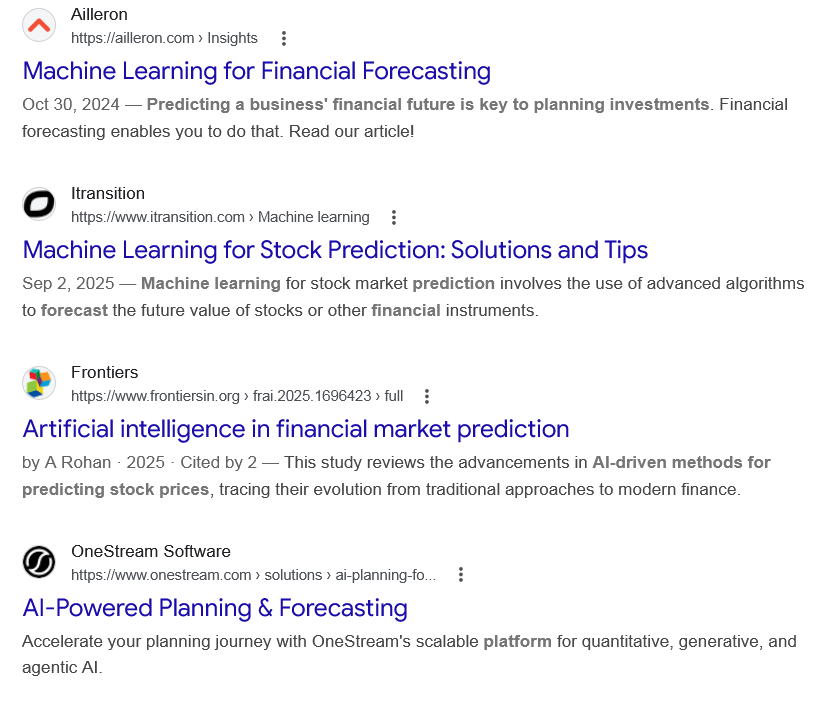 Ailleron
https://ailleron.com › Insights
Machine Learning for Financial Forecasting
Oct 30, 2024 — Predicting a business' financial future is key to planning investments. Financial
forecasting enables you to do that. Read our article!
Itransition
https://www.itransition.com › Machine learning
Machine Learning for Stock Prediction: Solutions and Tips
Sep 2, 2025 — Machine learning for stock market prediction involves the use of advanced algorithms
to forecast the future value of stocks or other financial instruments.
Frontiers
https://www.frontiersin.org › frai.2025.1696423 › full
Artificial intelligence in financial market prediction
by A Rohan · 2025 · Cited by 2 — This study reviews the advancements in AI-driven methods for
predicting stock prices, tracing their evolution from traditional approaches to modern finance.
OneStream Software
https://www.onestream.com › solutions › ai-planning-fo...
AI-Powered Planning & Forecasting
Accelerate your planning journey with OneStream's scalable platform for quantitative, generative, and
agentic AI.